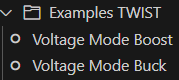 Examples TWIST
Voltage Mode Boost
Voltage Mode Buck